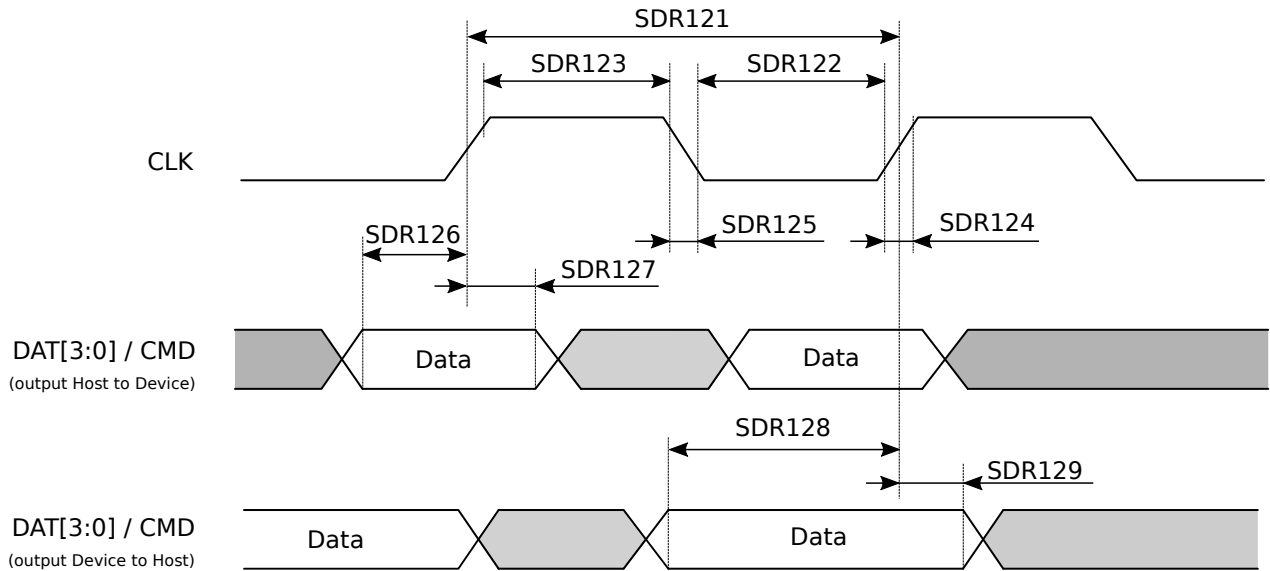 SDR121
SDR123
SDR122
CLK
SDR126
SDR125
SDR124
SDR127
DAT[3:0] / CMD
(output Host to Device)
Data
Data
SDR128
SDR129
DAT[3:0] / CMD
(output Device to Host)
Data
Data